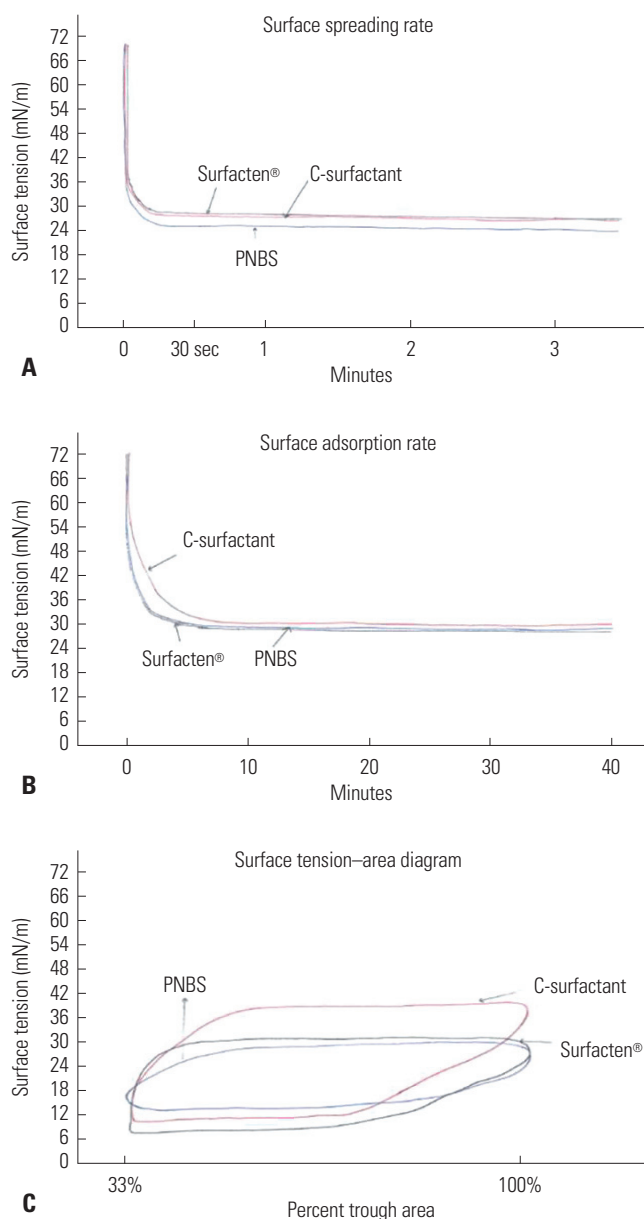 Surface spreading rate
Surface tension (mN/m)
72
66
60
54
48
42
36
30
24
18
12
6
0
Surfacten®
C-surfactant
PNBS
0
30 sec
1
2
3
Minutes
A
Surface adsorption rate
Surface tension (mN/m)
72
66
60
54
48
42
36
30
24
18
12
6
0
C-surfactant
Surfacten®
PNBS
0
10
20
30
40
Minutes
B
Surface tension–area diagram
Surface tension (mN/m)
72
66
60
54
48
42
36
30
24
18
12
6
0
PNBS
C-surfactant
Surfacten®
33%
100%
Percent trough area
C